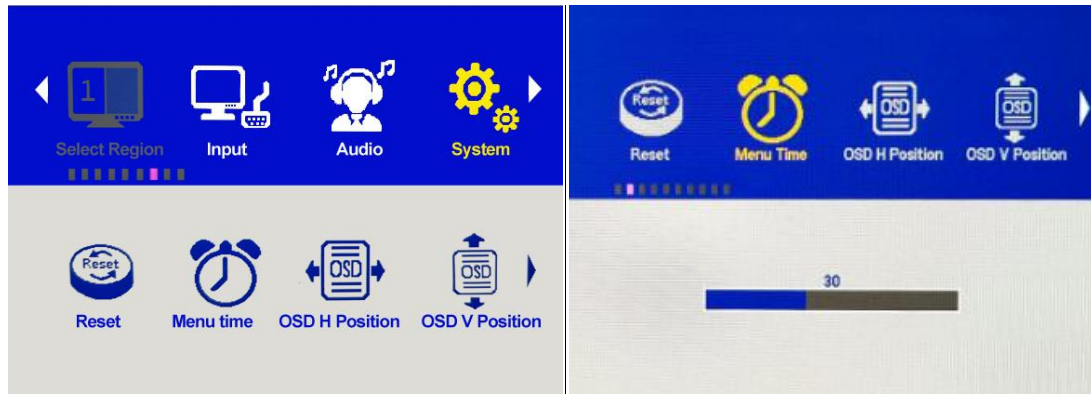 1
Select Region
Input
Audio
System
Reset
Reset
Menu time
OSD
OSD H Position
OSD
OSD V Position
Reset
Reset
Menu Time
OSD
OSD H Position
OSD
OSD V Position
30